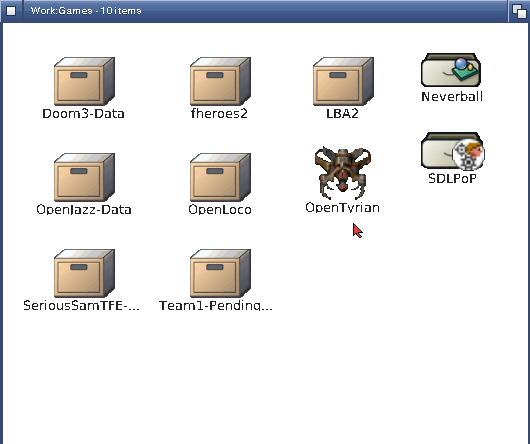 Work:Games - 10 items
Doom3-Data
fheroes2
LBA2
Neverball
OpenJazz-Data
OpenLoco
OpenTyrian
SDLPoP
SeriousSamTFE-...
Team1-Pending...